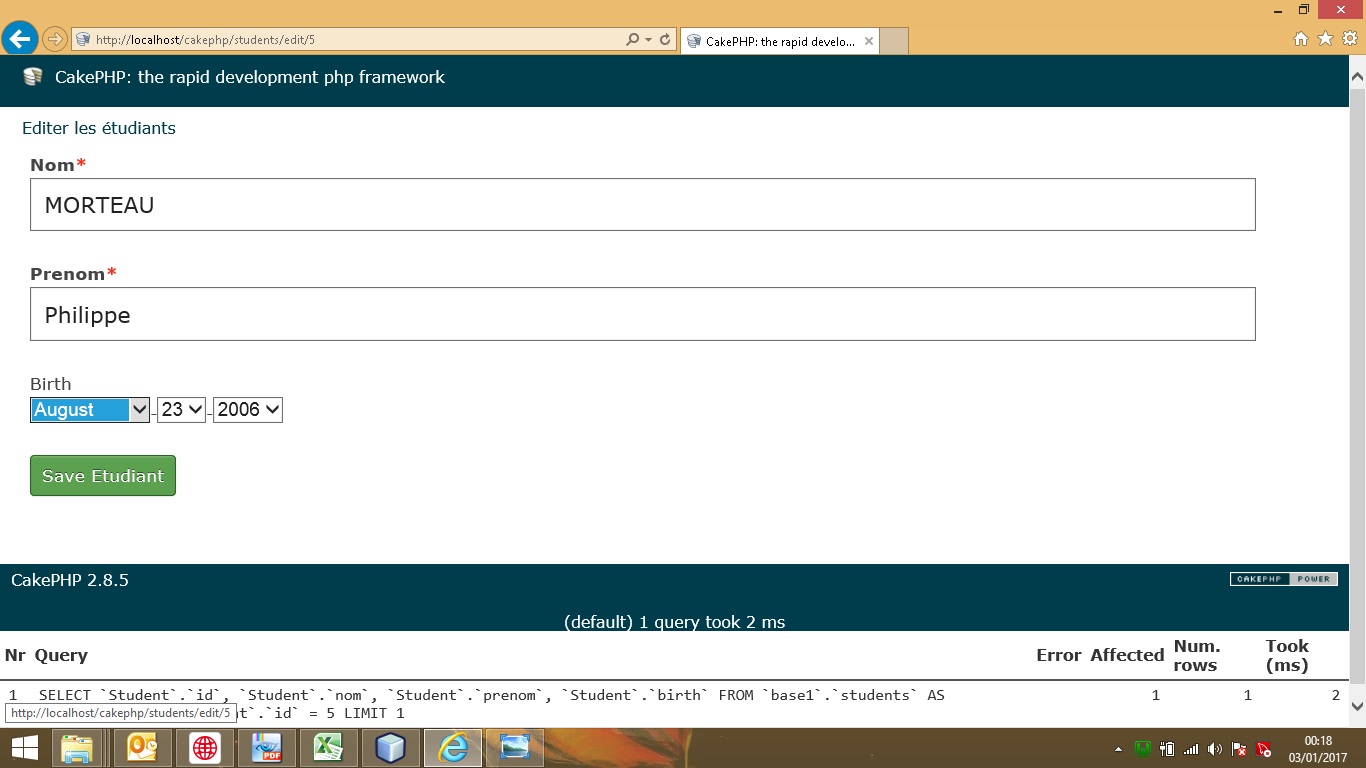 http://localhost/cakephp/students/edit/5
CakePHP: the rapid develo...
CakePHP: the rapid development php framework
Editer les étudiants
Nom*
MORTEAU
Prenom*
Philippe
Birth
August - 23 - 2006
Save Etudiant
CakePHP 2.8.5
CAKEPHP POWER
(default) 1 query took 2 ms
Nr Query Error Affected Num. rows Took (ms)
1 SELECT `Student`.`id`, `Student`.`nom`, `Student`.`prenom`, `Student`.`birth` FROM `base1`.`students` AS 1 1 2
http://localhost/cakephp/students/edit/5 t`.`id` = 5 LIMIT 1
PDF
00:18
03/01/2017